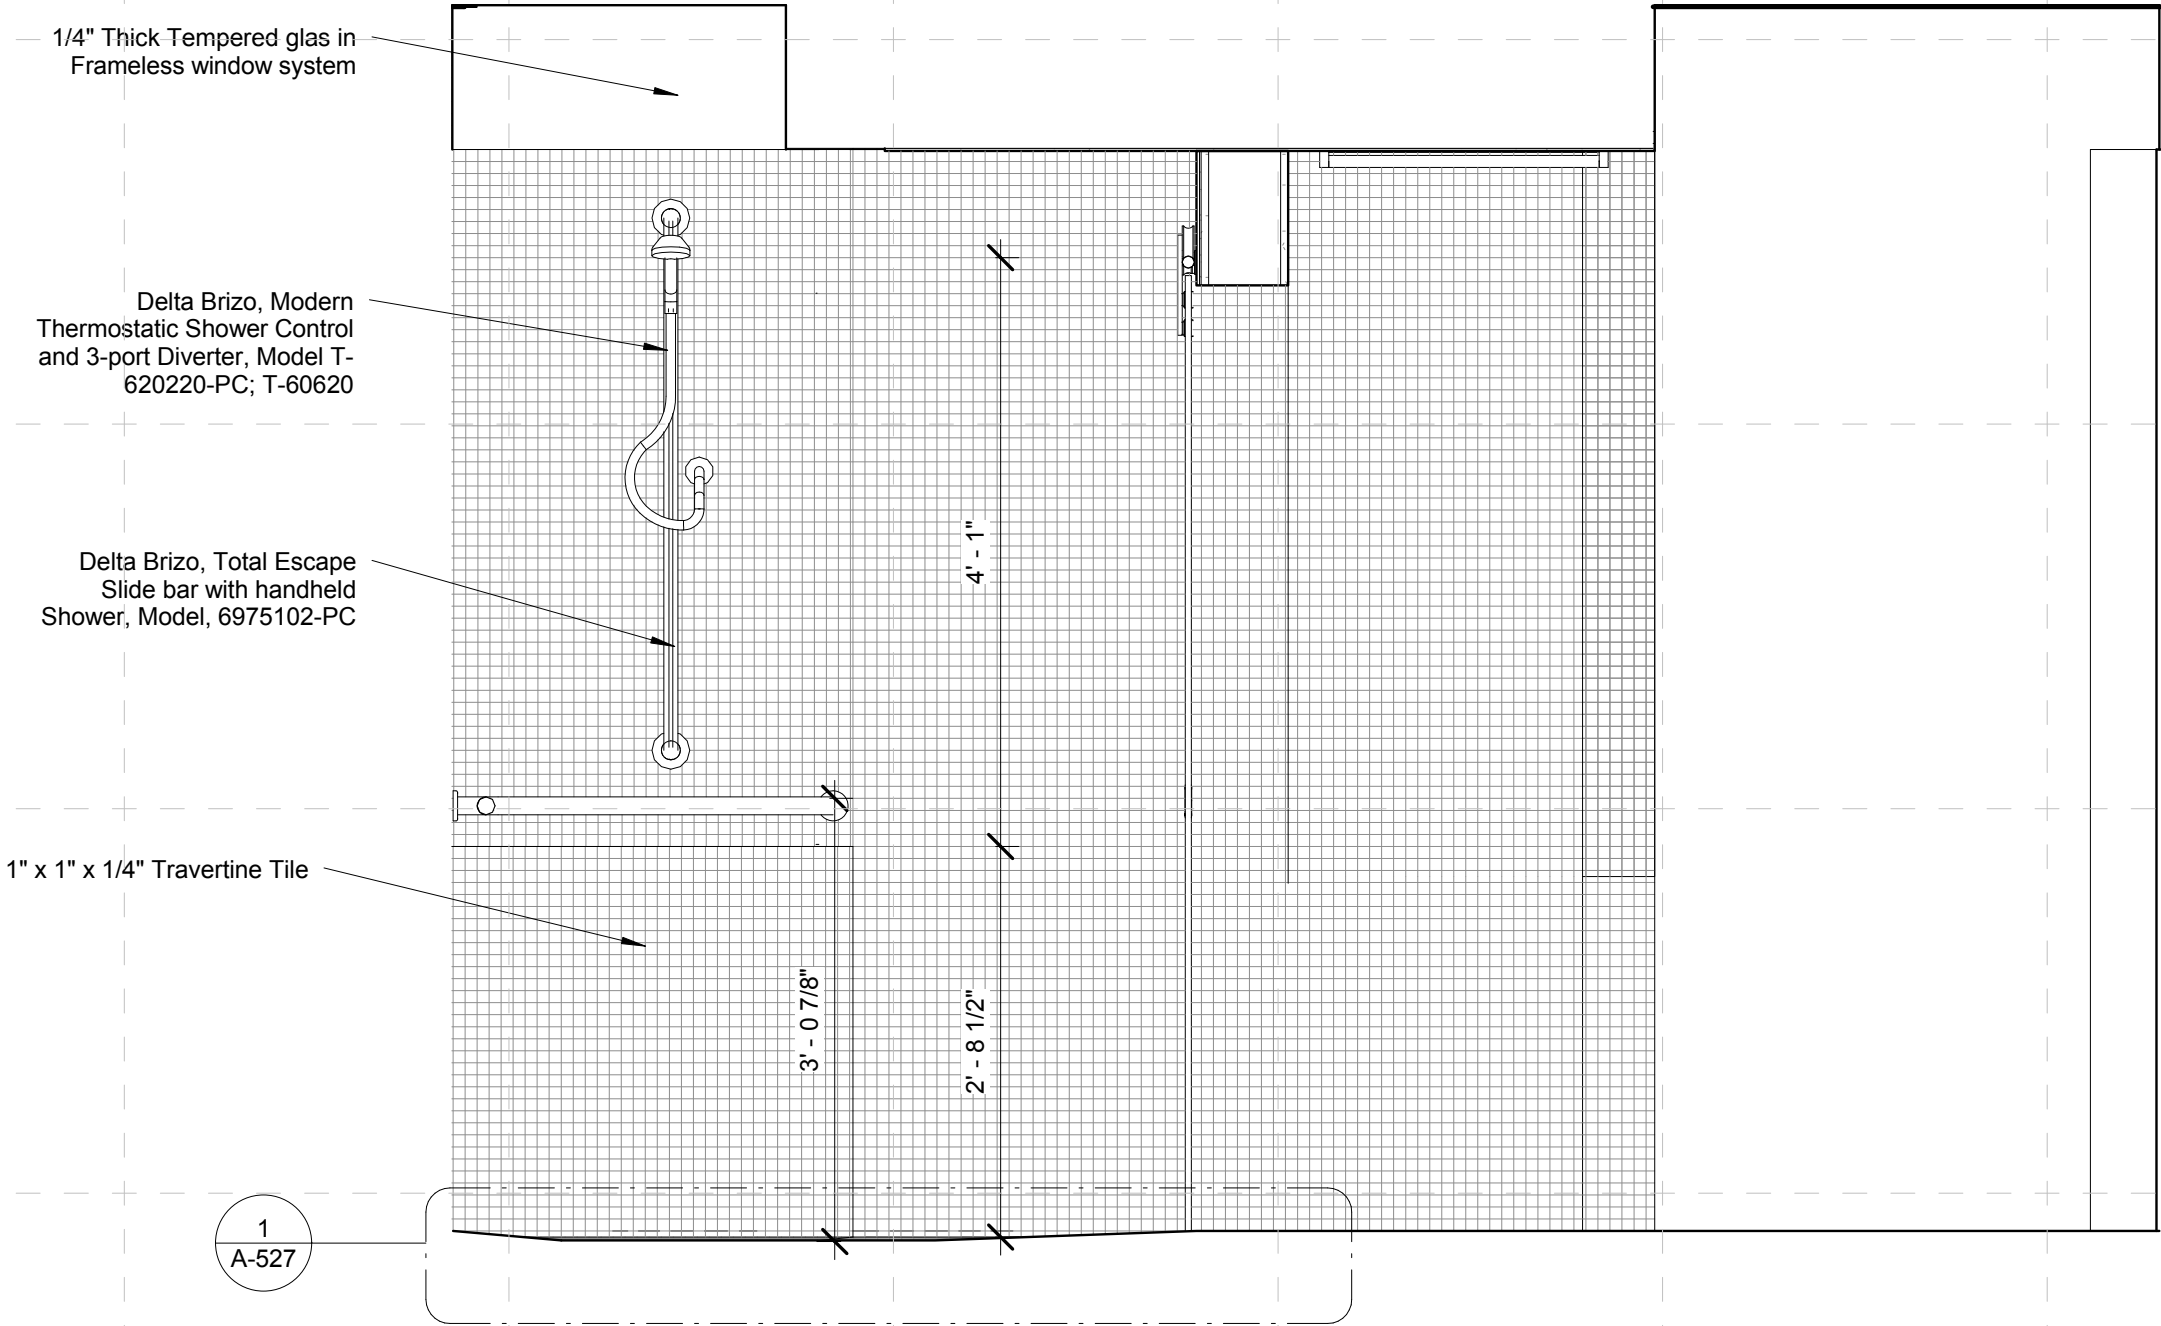 1/4" Thick Tempered glas in
Frameless window system
Delta Brizo, Modern
Thermostatic Shower Control
and 3-port Diverter, Model T-
620220-PC; T-60620
4' - 1"
Delta Brizo, Total Escape
Slide bar with handheld
Shower, Model, 6975102-PC
1" x 1" x 1/4" Travertine Tile
3' - 0 7/8"
2' - 8 1/2"
1
A-527